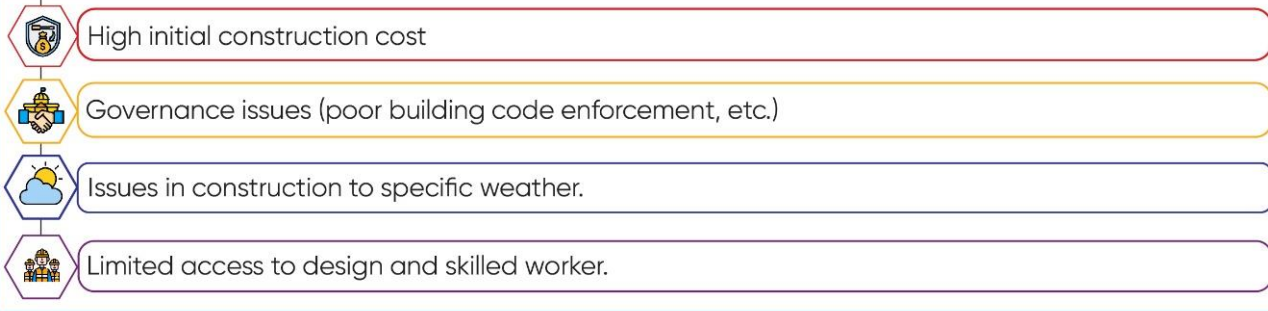 High initial construction cost
Governance issues (poor building code enforcement, etc.)
Issues in construction to specific weather.
Limited access to design and skilled worker.